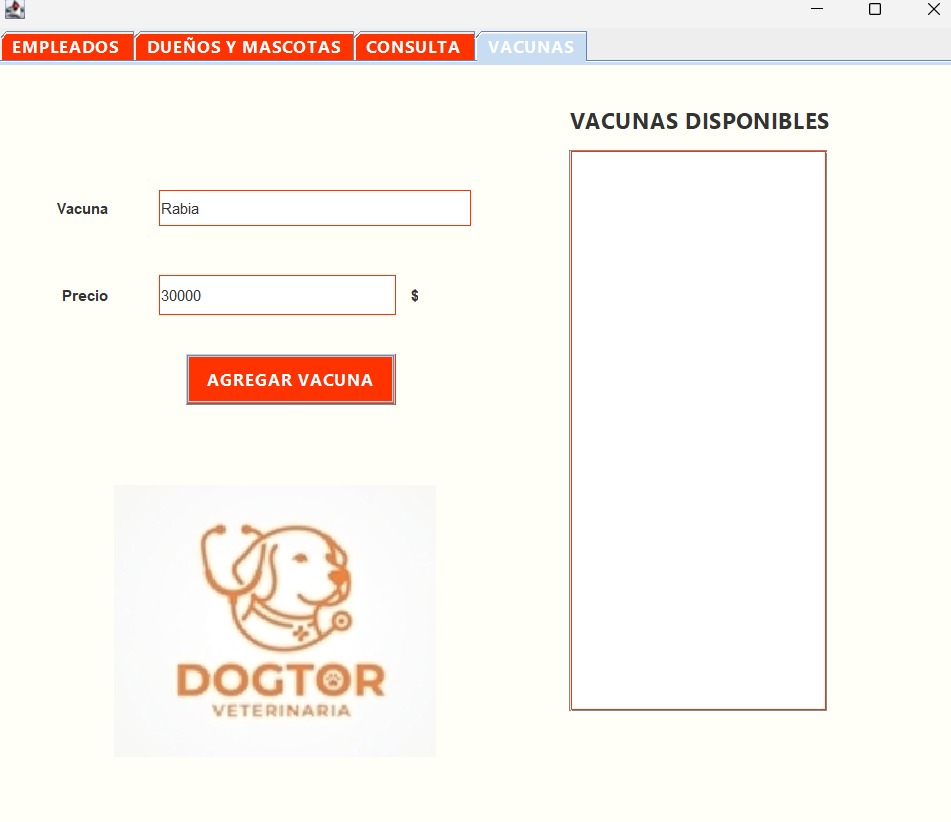 EMPLEADOS DUEÑOS Y MASCOTAS CONSULTA VACUNAS
VACUNAS DISPONIBLES
Vacuna Rabia
Precio 30000 $
AGREGAR VACUNA
DOGTOR
VETERINARIA